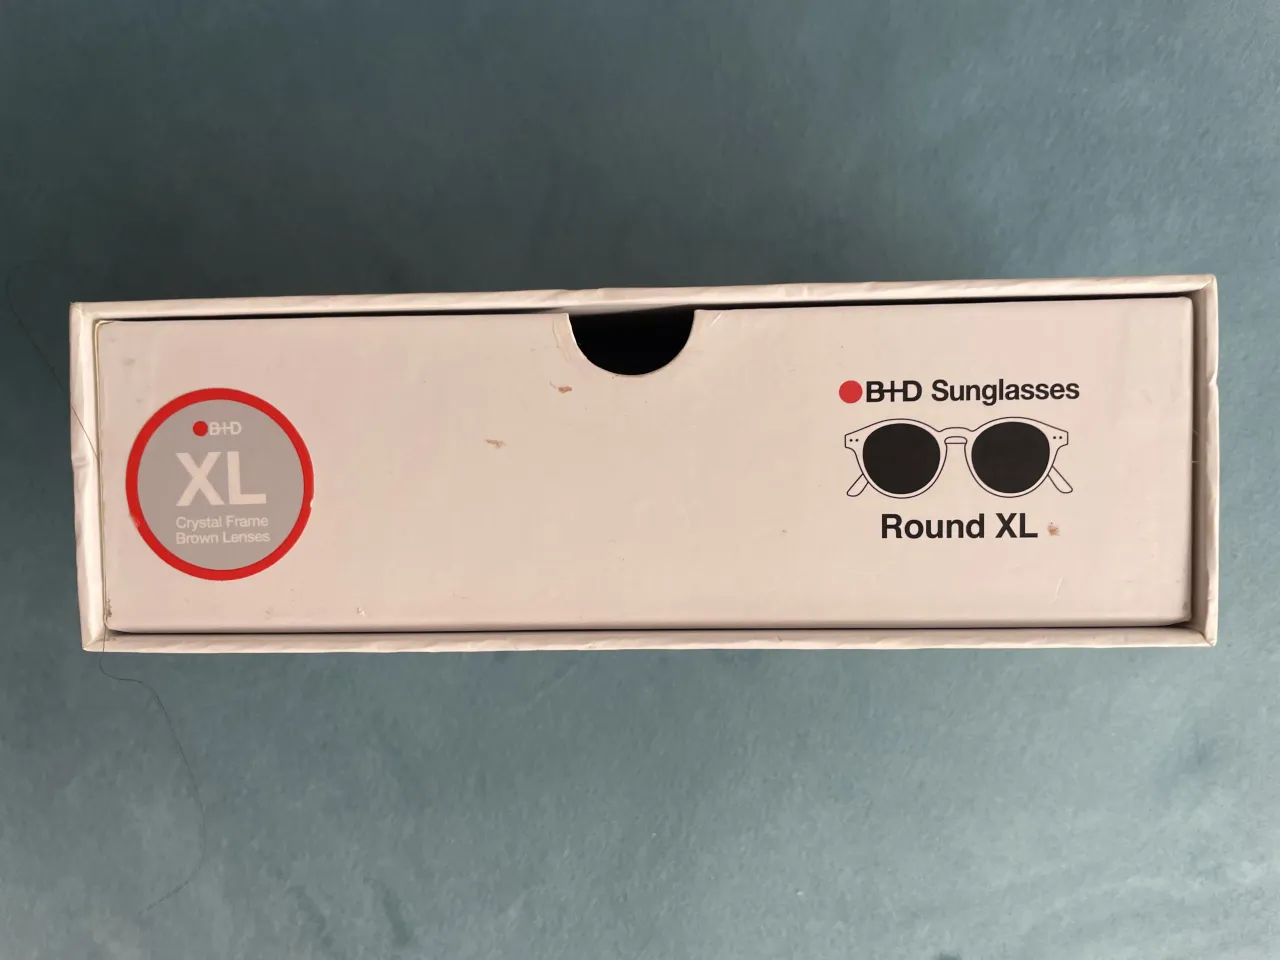 B+D
XL
Crystal Frame
Brown Lenses
B+D Sunglasses
Round XL